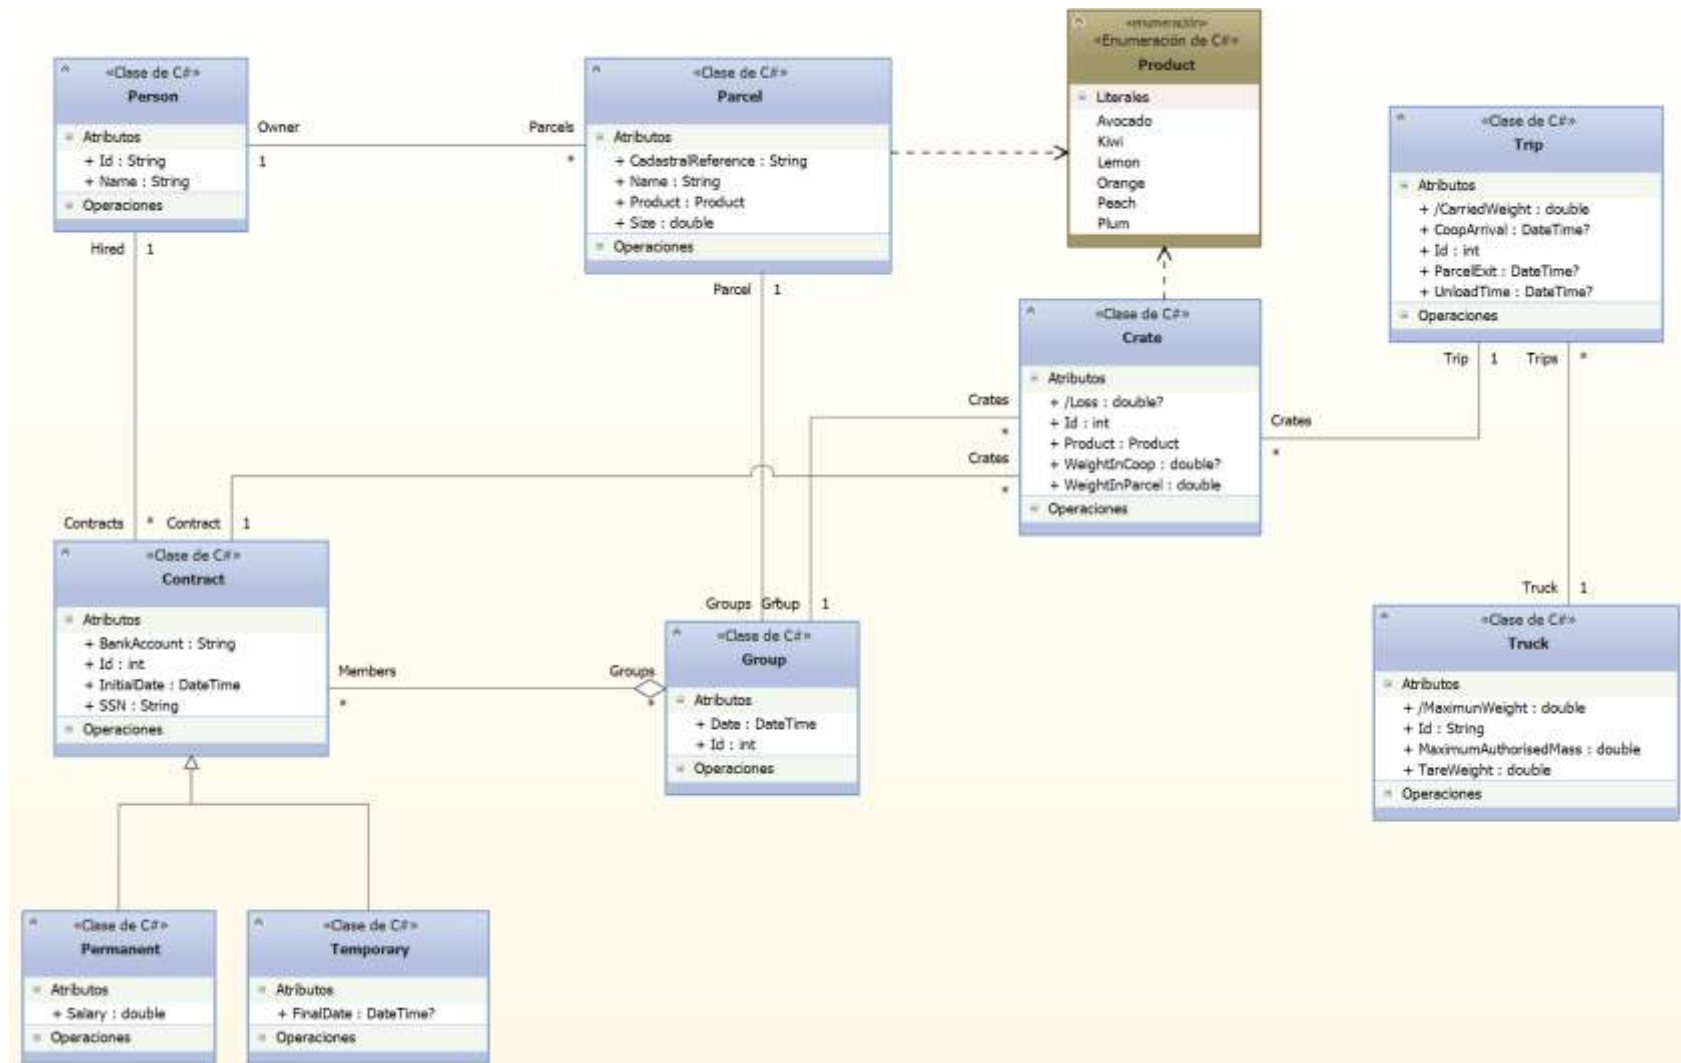 «Clase de C#»
Person
Atributos
+ Id : String
+ Name : String
Operaciones
Owner
1
Parcels
*
«Clase de C#»
Parcel
Atributos
+ CadastralReference : String
+ Name : String
+ Product : Product
+ Size : double
Operaciones
«enumeración»
«Enumeración de C#»
Product
Literales
Avocado
Kiwi
Lemon
Orange
Peach
Plum
«Clase de C#»
Trip
Atributos
+ /CarriedWeight : double
+ CoopArrival : DateTime?
+ Id : int
+ ParcelExit : DateTime?
+ UnloadTime : DateTime?
Operaciones
Hired 1
Parcel 1
Trip 1 Trips *
«Clase de C#»
Crate
Atributos
+ /Loss : double?
+ Id : int
+ Product : Product
+ WeightInCoop : double?
+ WeightInParcel : double
Operaciones
Crates
*
Crates
*
Crates
*
Contracts * Contract 1
«Clase de C#»
Contract
Atributos
+ BankAccount : String
+ Id : int
+ InitialDate : DateTime
+ SSN : String
Operaciones
Members
*
Groups
*
Groups Group 1
«Clase de C#»
Group
Atributos
+ Date : DateTime
+ Id : int
Operaciones
Truck 1
«Clase de C#»
Truck
Atributos
+ /MaximunWeight : double
+ Id : String
+ MaximumAuthorisedMass : double
+ TareWeight : double
Operaciones
«Clase de C#»
Permanent
Atributos
+ Salary : double
Operaciones
«Clase de C#»
Temporary
Atributos
+ FinalDate : DateTime?
Operaciones